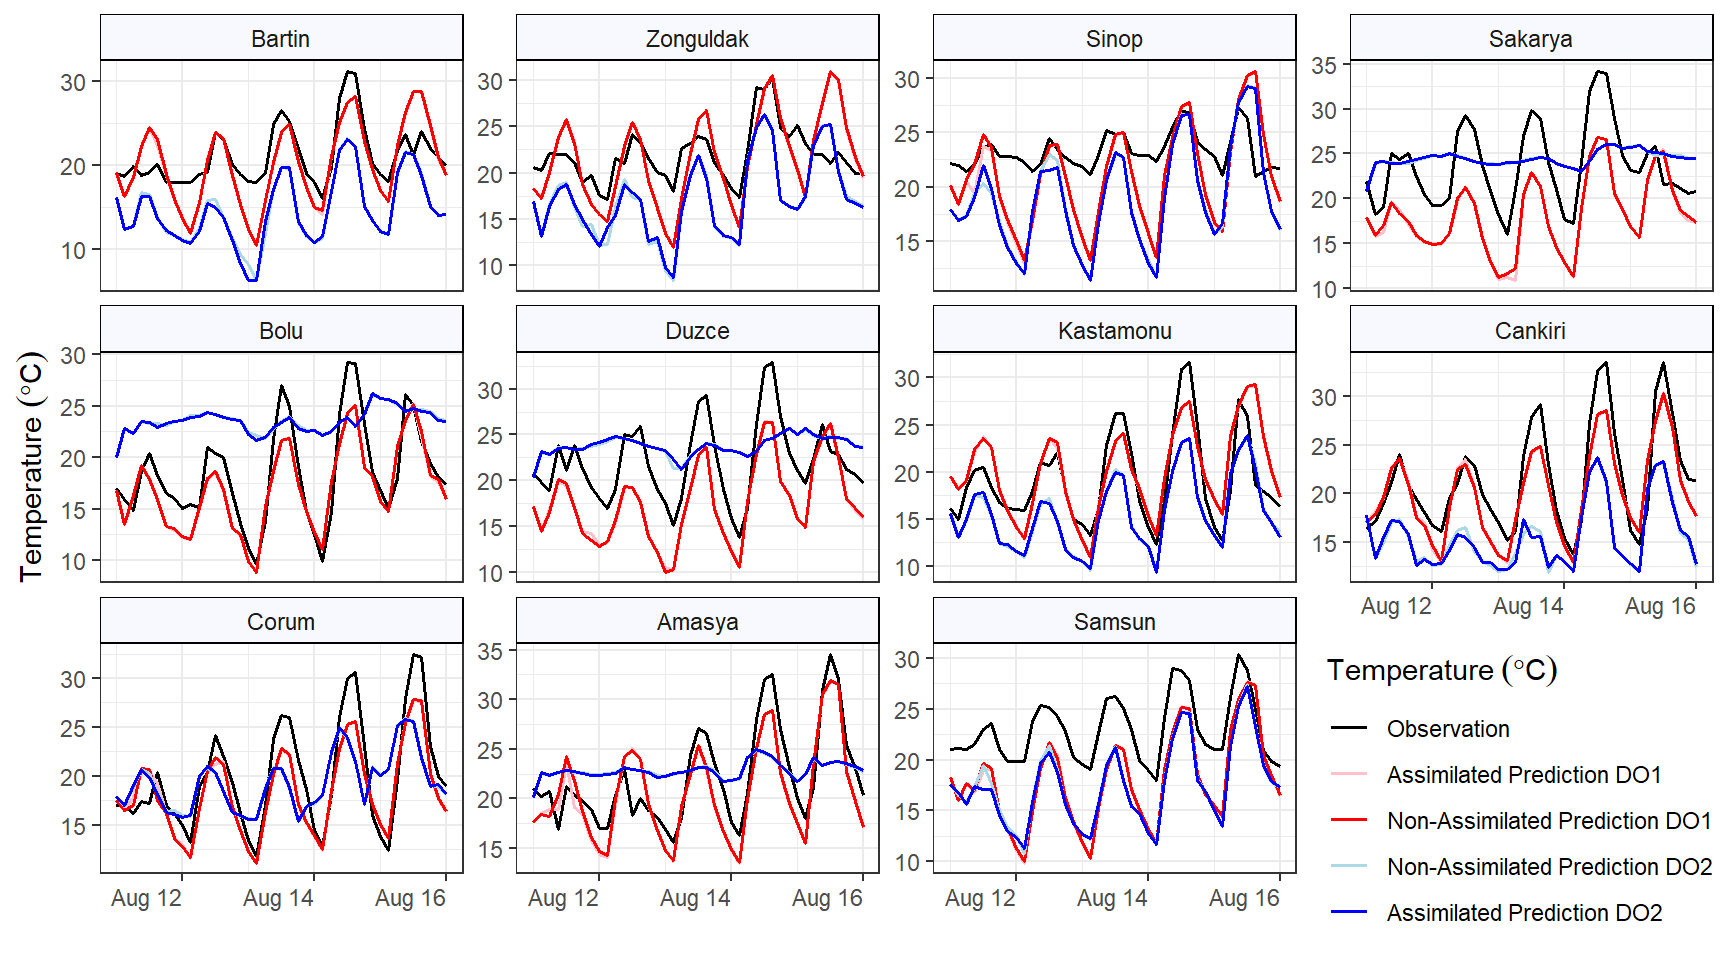 Bartin
Zonguldak
Sinop
Sakarya
30
20
10
30
25
20
15
10
30
25
20
15
35
30
25
20
15
10
Bolu
Duzce
Kastamonu
Cankiri
30
25
20
15
10
30
25
20
15
10
30
25
20
15
10
30
25
20
15
Aug 12 Aug 14 Aug 16
Corum
Amasya
Samsun
30
25
20
15
35
30
25
20
15
30
25
20
15
10
Aug 12 Aug 14 Aug 16
Aug 12 Aug 14 Aug 16
Aug 12 Aug 14 Aug 16
Temperature (°C)
Temperature (°C)
Observation
Assimilated Prediction DO1
Non-Assimilated Prediction DO1
Non-Assimilated Prediction DO2
Assimilated Prediction DO2